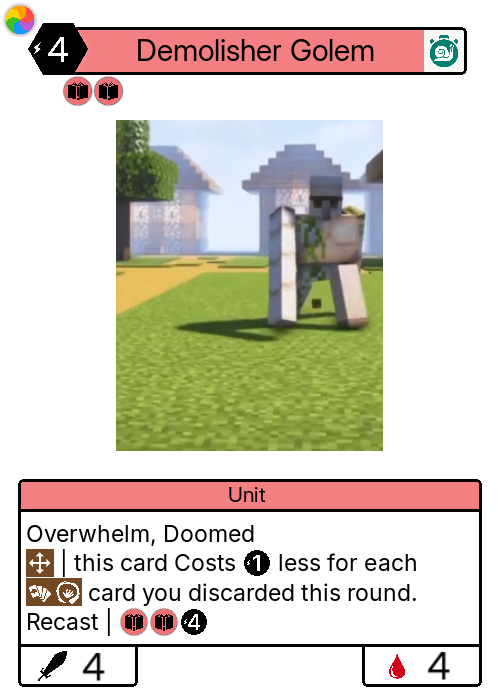 4
Demolisher Golem
Unit
Overwhelm, Doomed
| this card Costs 1 less for each
card you discarded this round.
Recast | 4
4
4